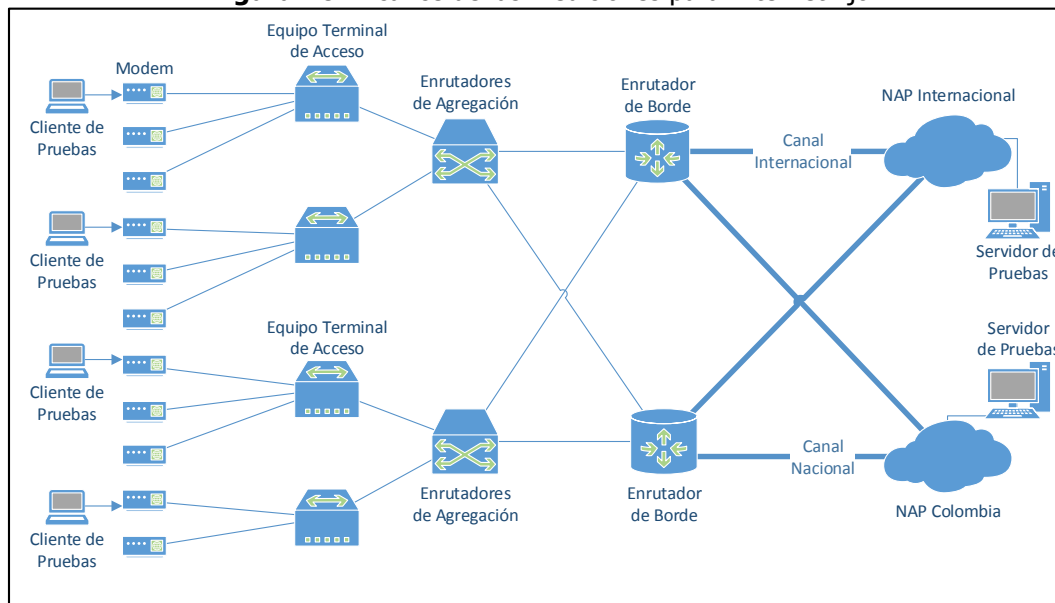 Equipo Terminal
de Acceso
Modem
Enrutadores
de Agregación
Enrutador
de Borde
NAP Internacional
Canal
Internacional
Cliente de
Pruebas
Servidor de
Pruebas
Cliente de
Pruebas
Equipo Terminal
de Acceso
Servidor
de Pruebas
Cliente de
Pruebas
Canal
Nacional
Enrutadores
de Agregación
Enrutador
de Borde
NAP Colombia
Cliente de
Pruebas